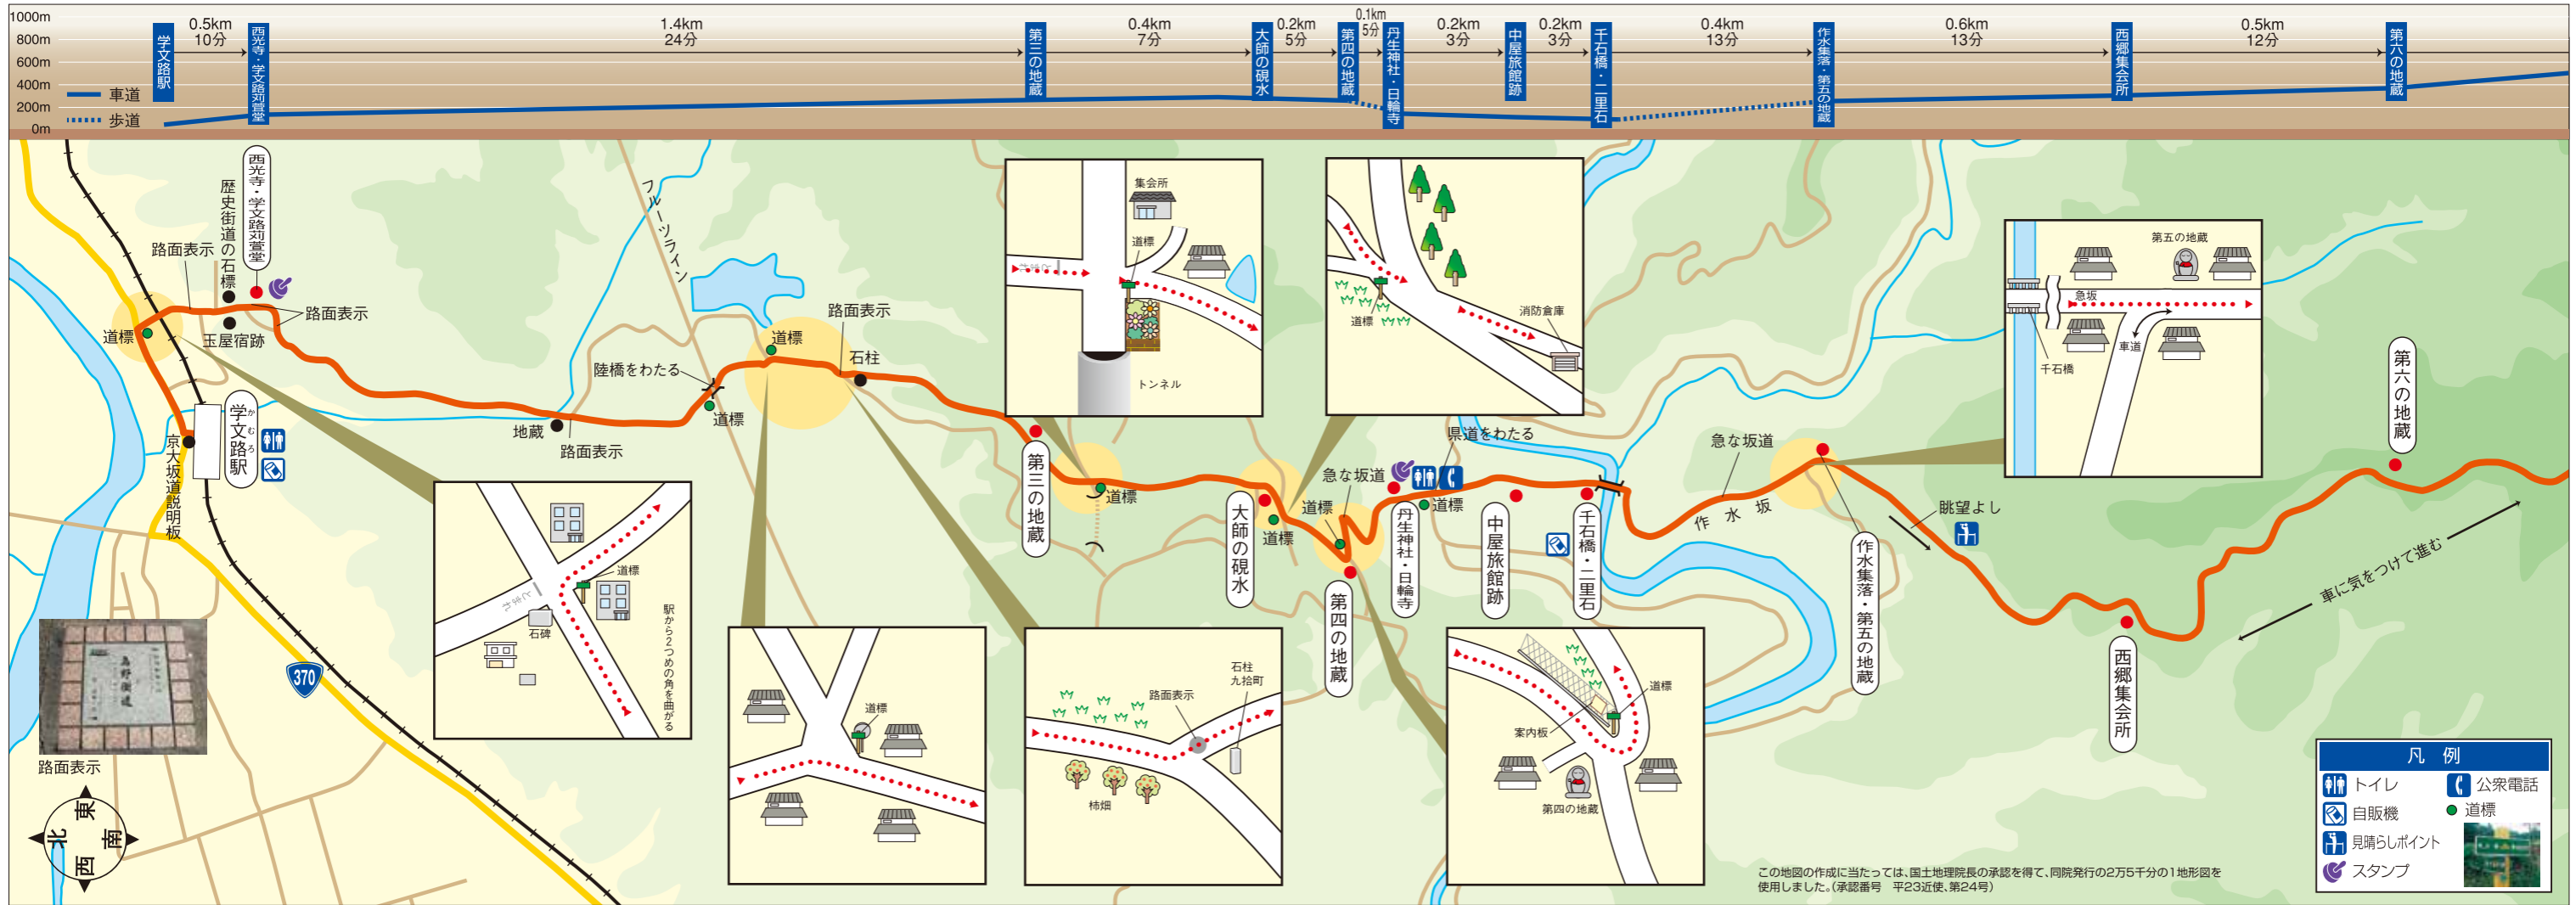 1000m
800m
600m
400m
200m
0m
車道
歩道
学文路駅
0.5km
10分
西光寺・学文路苅萱堂
1.4km
24分
第三の地蔵
0.4km
7分
大師の硯水
0.2km
5分
第四の地蔵
0.1km
5分
丹生神社・日輪寺
0.2km
3分
中屋旅館跡
0.2km
3分
千石橋・二里石
0.4km
13分
作水集落・第五の地蔵
0.6km
13分
西郷集会所
0.5km
12分
第六の地蔵
西光寺・学文路苅萱堂
歴史街道の石標
路面表示
路面表示
道標
玉屋宿跡
学文路駅
かむろ
京大坂道説明板
地蔵
路面表示
フルーツライン
陸橋をわたる
道標
道標
路面表示
石柱
第三の地蔵
道標
大師の硯水
道標
急な坂道
道標
第四の地蔵
県道をわたる
道標
丹生神社・日輪寺
中屋旅館跡
千石橋・二里石
急な坂道
作水坂
作水集落・第五の地蔵
眺望よし
西郷集会所
第六の地蔵
車に気をつけて進む
集会所
道標
とまれ
トンネル
道標
消防倉庫
第五の地蔵
急坂
車道
千石橋
道標
とまれ
石碑
駅から2つめの角を曲がる
道標
路面表示
石柱
九拾町
柿畑
道標
案内板
第四の地蔵
370
高野街道
路面表示
東
北
南
西
凡例
トイレ
公衆電話
自販機
道標
見晴らしポイント
スタンプ
この地図の作成に当たっては、国土地理院長の承認を得て、同院発行の2万5千分の1地形図を
使用しました。(承認番号 平23近使、第24号)